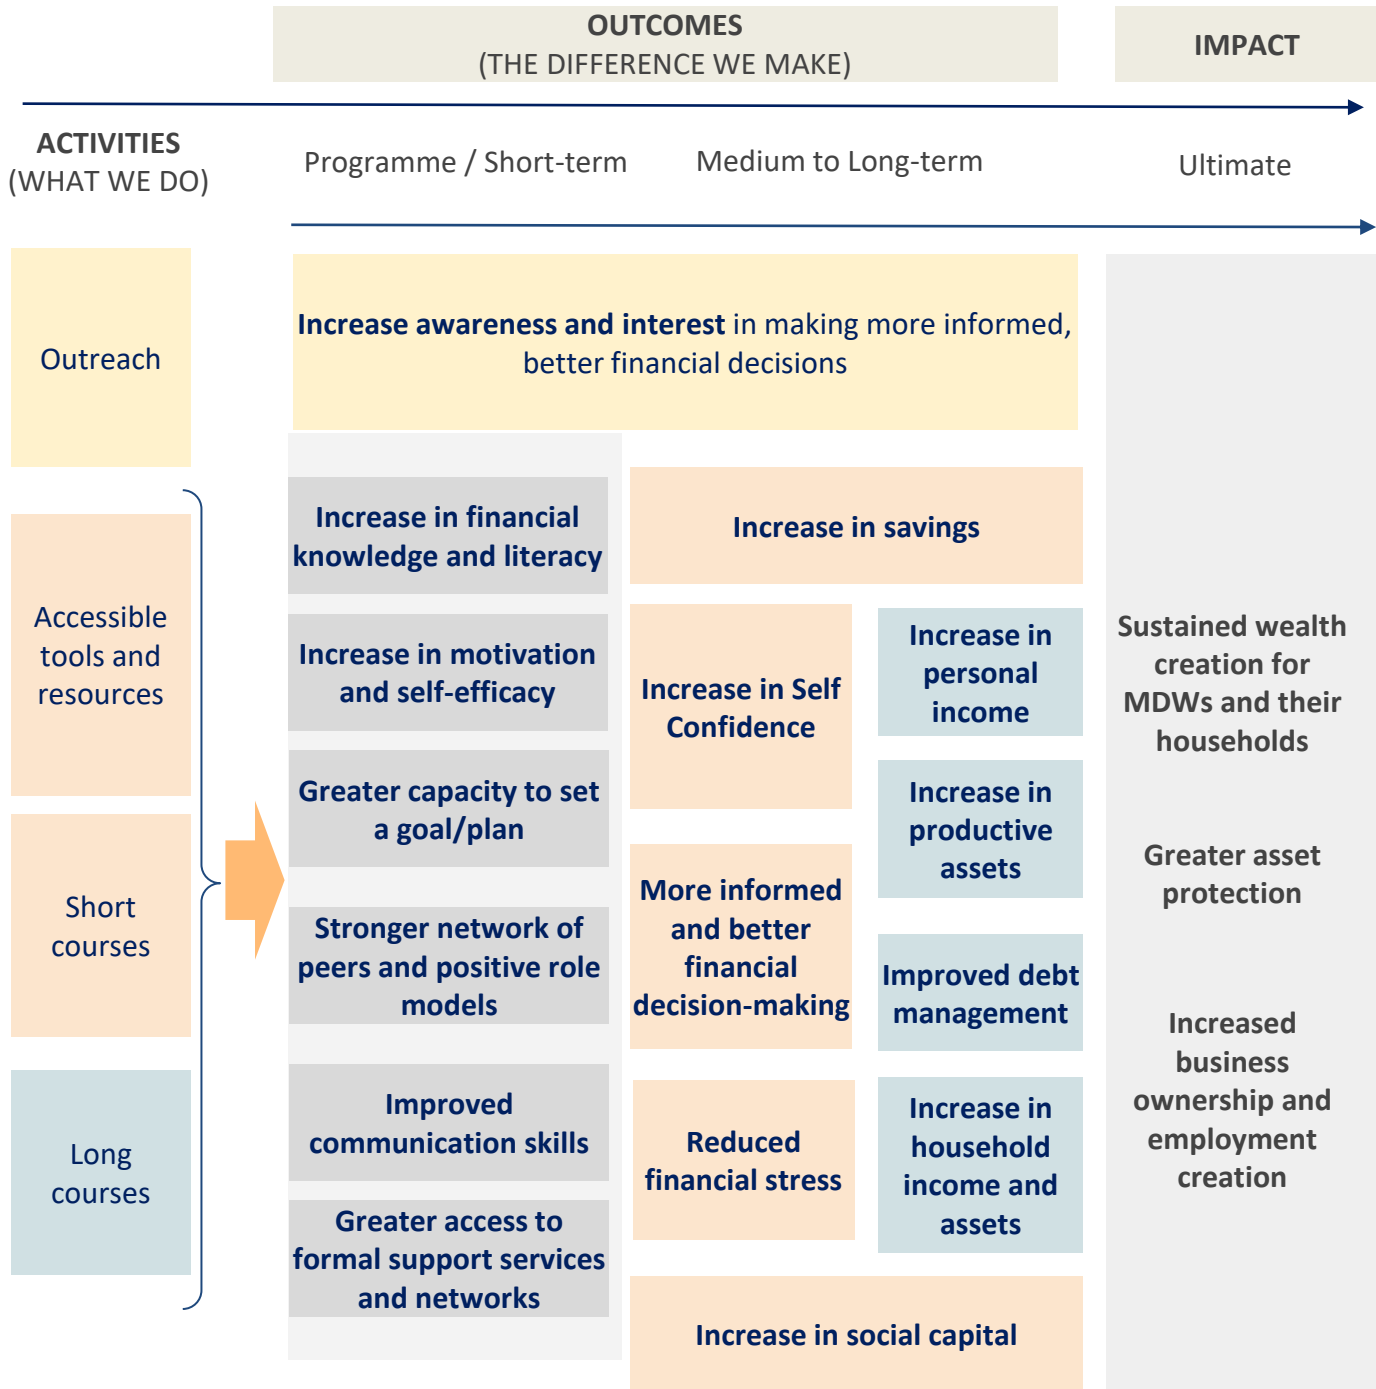 OUTCOMES
(THE DIFFERENCE WE MAKE)
IMPACT
ACTIVITIES
(WHAT WE DO)
Programme / Short-term
Medium to Long-term
Ultimate
Outreach
Increase awareness and interest in making more informed,
better financial decisions
Accessible
tools and
resources
Short
courses
Long
courses
Increase in financial
knowledge and literacy
Increase in motivation
and self-efficacy
Greater capacity to set
a goal/plan
Stronger network of
peers and positive role
models
Improved
communication skills
Greater access to
formal support services
and networks
Increase in savings
Increase in Self
Confidence
More informed
and better
financial
decision-making
Reduced
financial stress
Increase in
personal
income
Increase in
productive
assets
Improved debt
management
Increase in
household
income and
assets
Increase in social capital
Sustained wealth
creation for
MDWs and their
households
Greater asset
protection
Increased
business
ownership and
employment
creation